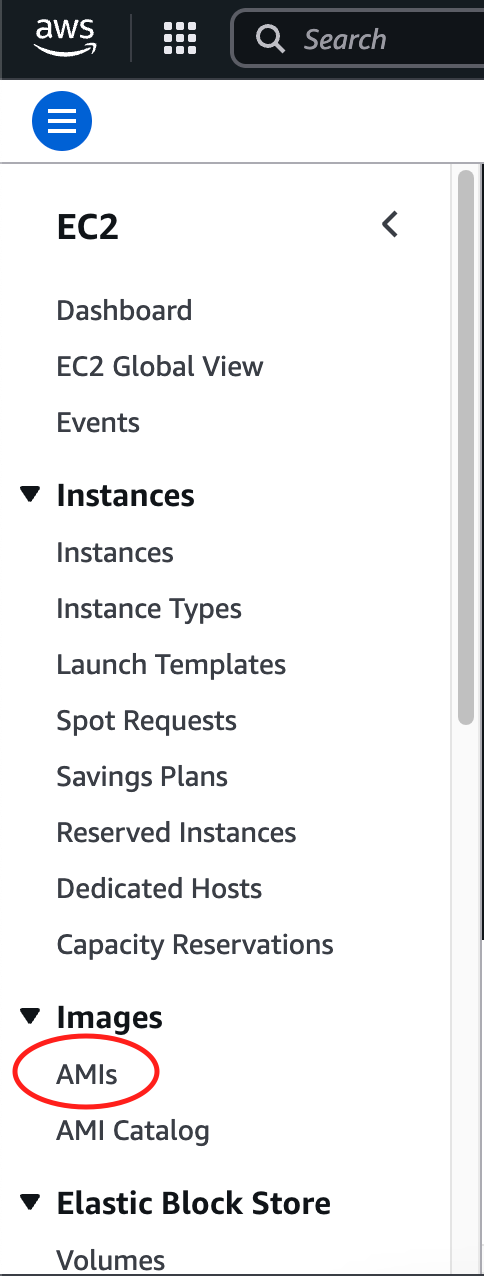 aws
Search
EC2
Dashboard
EC2 Global View
Events
Instances
Instances
Instance Types
Launch Templates
Spot Requests
Savings Plans
Reserved Instances
Dedicated Hosts
Capacity Reservations
Images
AMIs
AMI Catalog
Elastic Block Store
Volumes